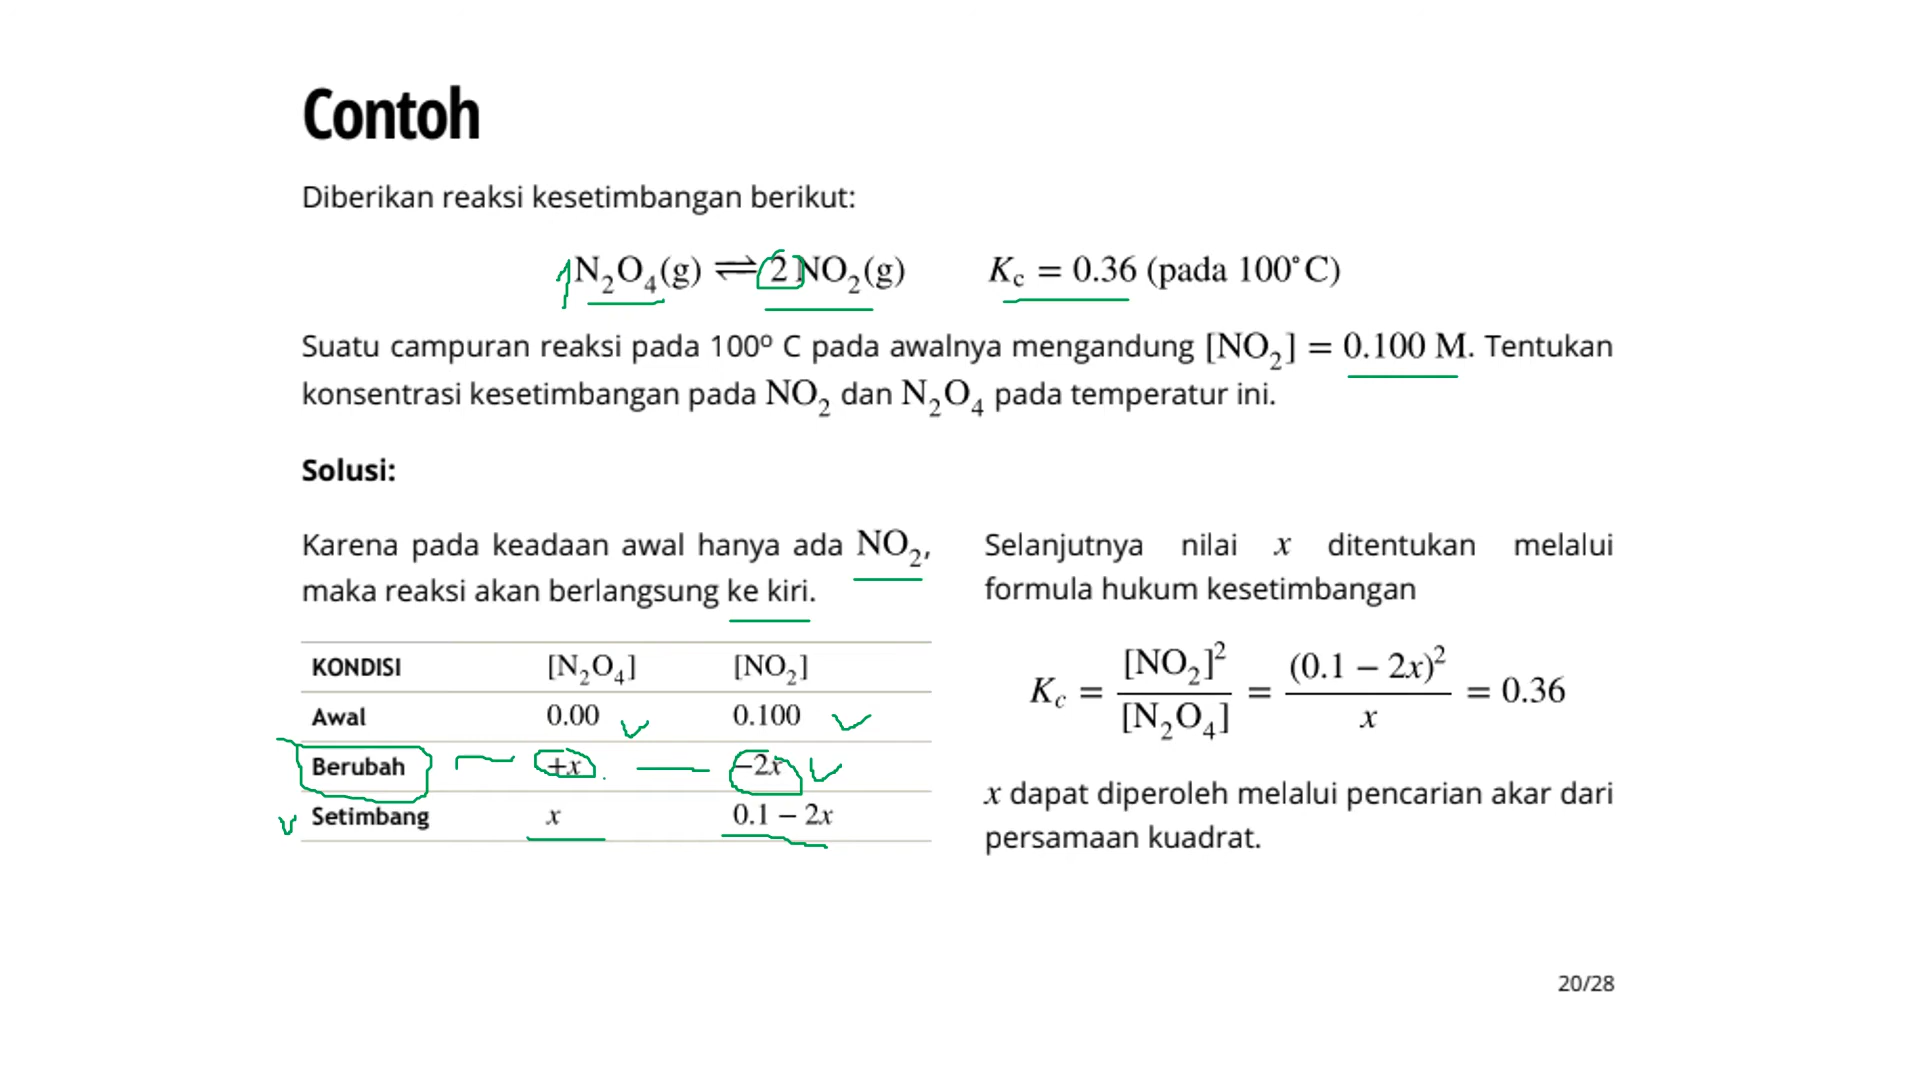 Contoh
Diberikan reaksi kesetimbangan berikut:
1 N₂O₄(g) ⇌ 2 NO₂(g) K_c = 0.36 (pada 100°C)
Suatu campuran reaksi pada 100º C pada awalnya mengandung [NO₂] = 0.100 M. Tentukan
konsentrasi kesetimbangan pada NO₂ dan N₂O₄ pada temperatur ini.
Solusi:
Karena pada keadaan awal hanya ada NO₂,
maka reaksi akan berlangsung ke kiri.
KONDISI [N₂O₄] [NO₂]
Awal 0.00 0.100
Berubah +x −2x
Setimbang x 0.1 − 2x
Selanjutnya nilai x ditentukan melalui
formula hukum kesetimbangan
K_c = [NO₂]² / [N₂O₄] = (0.1 − 2x)² / x = 0.36
x dapat diperoleh melalui pencarian akar dari
persamaan kuadrat.
20/28